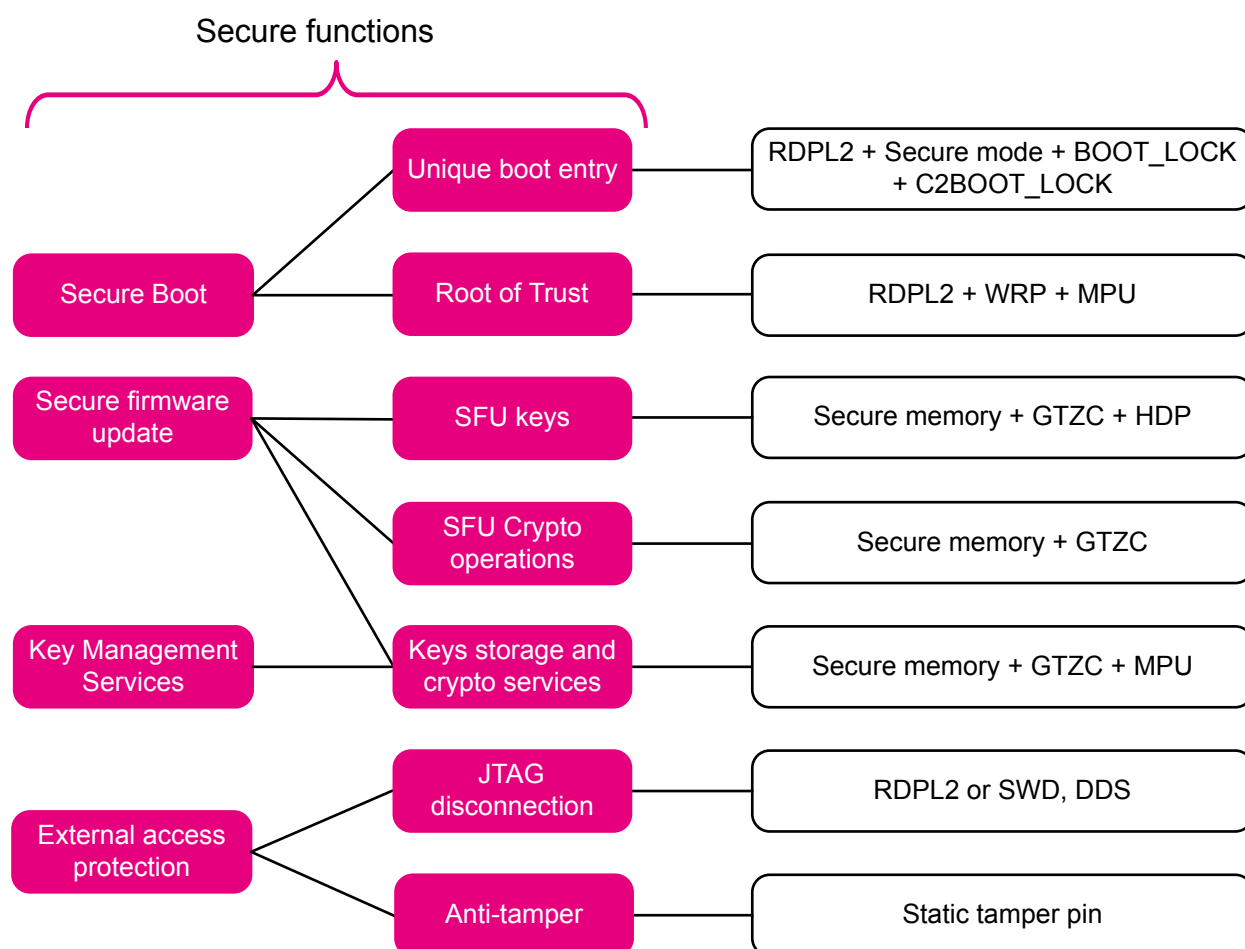 Secure functions
Unique boot entry
RDPL2 + Secure mode + BOOT_LOCK
+ C2BOOT_LOCK
Secure Boot
Root of Trust
RDPL2 + WRP + MPU
Secure firmware
update
SFU keys
Secure memory + GTZC + HDP
SFU Crypto
operations
Secure memory + GTZC
Key Management
Services
Keys storage and
crypto services
Secure memory + GTZC + MPU
JTAG
disconnection
RDPL2 or SWD, DDS
External access
protection
Anti-tamper
Static tamper pin